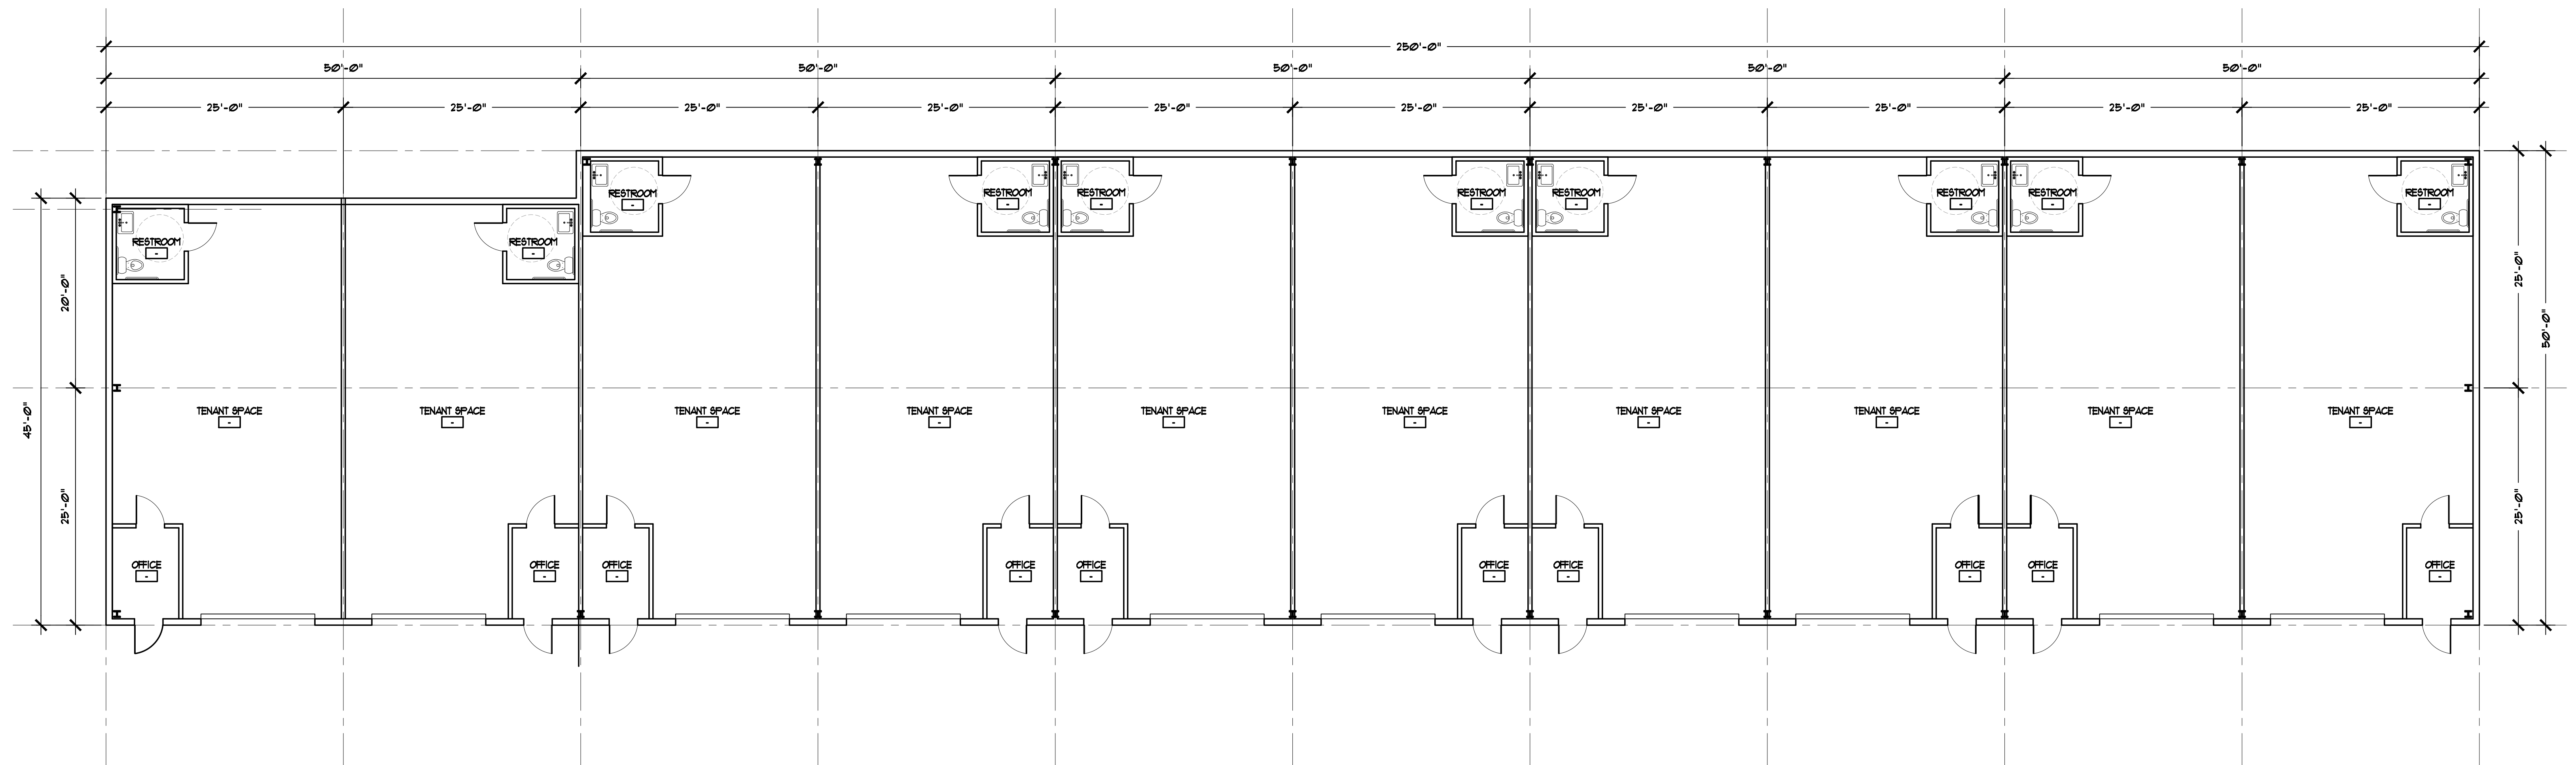 250'-0"
50'-0" 50'-0" 50'-0" 50'-0" 50'-0"
25'-0" 25'-0" 25'-0" 25'-0" 25'-0" 25'-0" 25'-0" 25'-0" 25'-0" 25'-0"
RESTROOM RESTROOM RESTROOM RESTROOM RESTROOM RESTROOM RESTROOM RESTROOM
- - - - - - - -
RESTROOM RESTROOM
- -
20'-0"
25'-0"
50'-0"
45'-0"
TENANT SPACE TENANT SPACE TENANT SPACE TENANT SPACE TENANT SPACE TENANT SPACE TENANT SPACE TENANT SPACE TENANT SPACE TENANT SPACE
- - - - - - - - - -
25'-0"
25'-0"
OFFICE OFFICE OFFICE OFFICE OFFICE OFFICE OFFICE OFFICE OFFICE OFFICE
- - - - - - - - - -